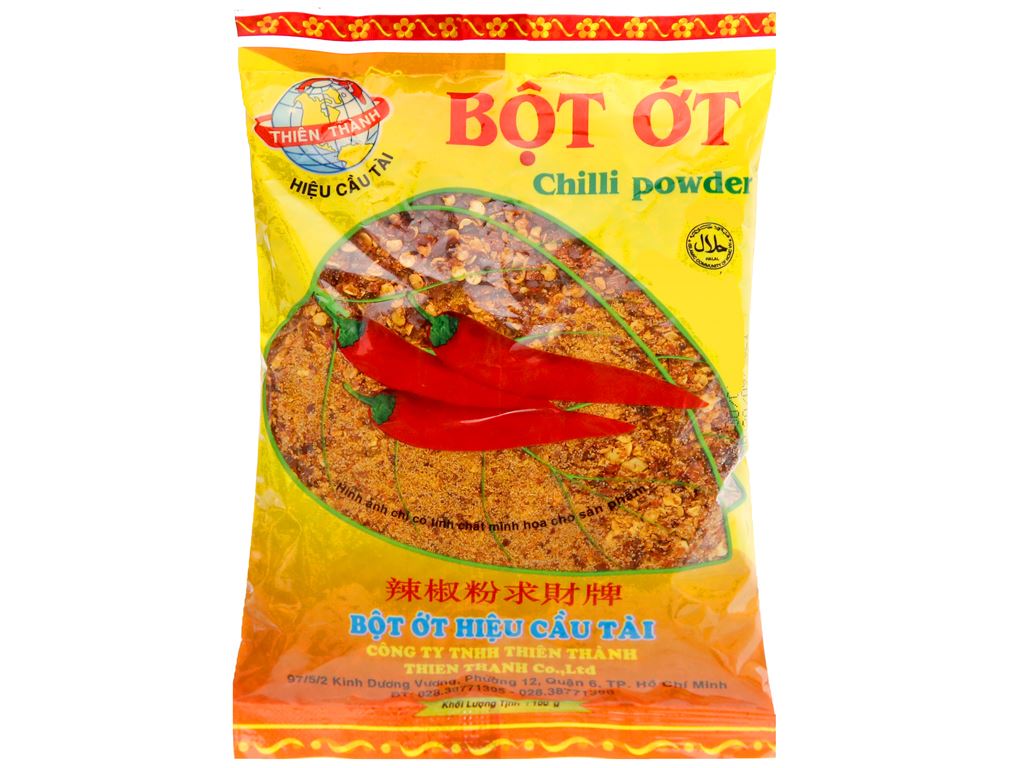 THIÊN THÀNH
HIỆU CẦU TÀI
BỘT ỚT
Chilli powder
حلال
HALAL
Hình ảnh chỉ có tính chất minh họa cho sản phẩm
辣椒粉求財牌
BỘT ỚT HIỆU CẦU TÀI
CÔNG TY TNHH THIÊN THÀNH
THIEN THANH Co.,Ltd
97/5/2 Kinh Dương Vương, Phường 12, Quận 6, TP. Hồ Chí Minh
ĐT: 028.38771395 - 028.38771396
Khối Lượng Tịnh : 100 g